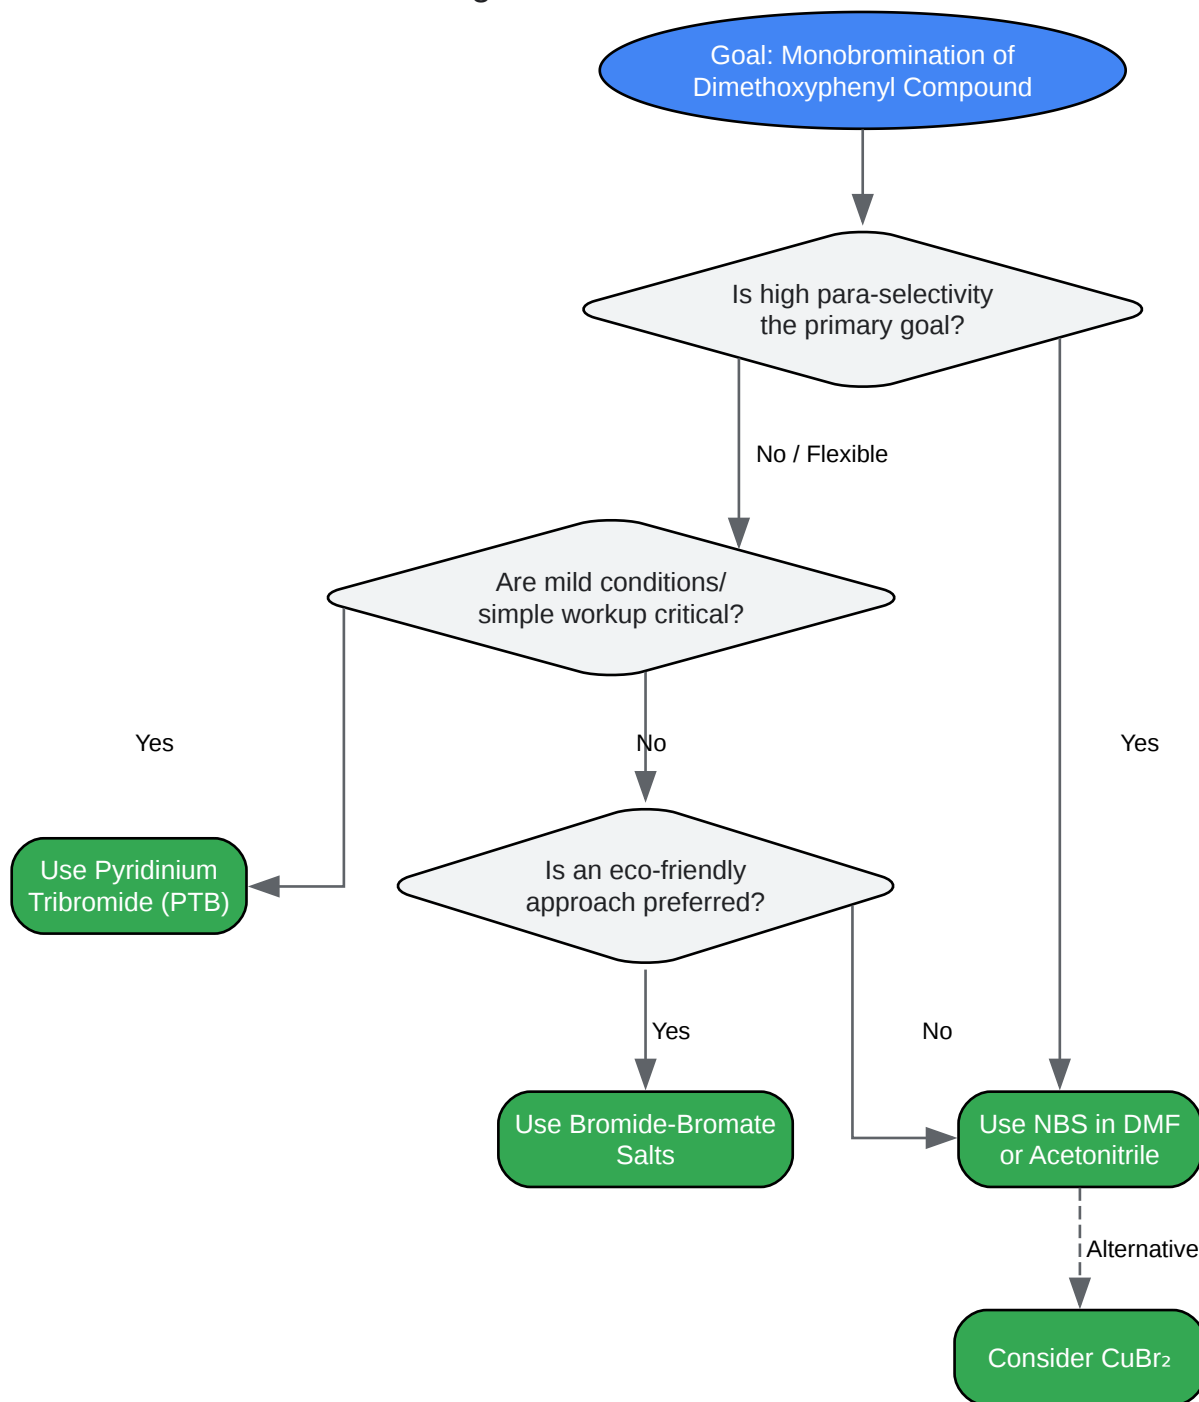 Goal: Monobromination of
Dimethoxyphenyl Compound
Is high para-selectivity
the primary goal?
No / Flexible
Are mild conditions/
simple workup critical?
Yes
No
Yes
Use Pyridinium
Tribromide (PTB)
Is an eco-friendly
approach preferred?
Yes
No
Use Bromide-Bromate
Salts
Use NBS in DMF
or Acetonitrile
Alternative
Consider CuBr₂